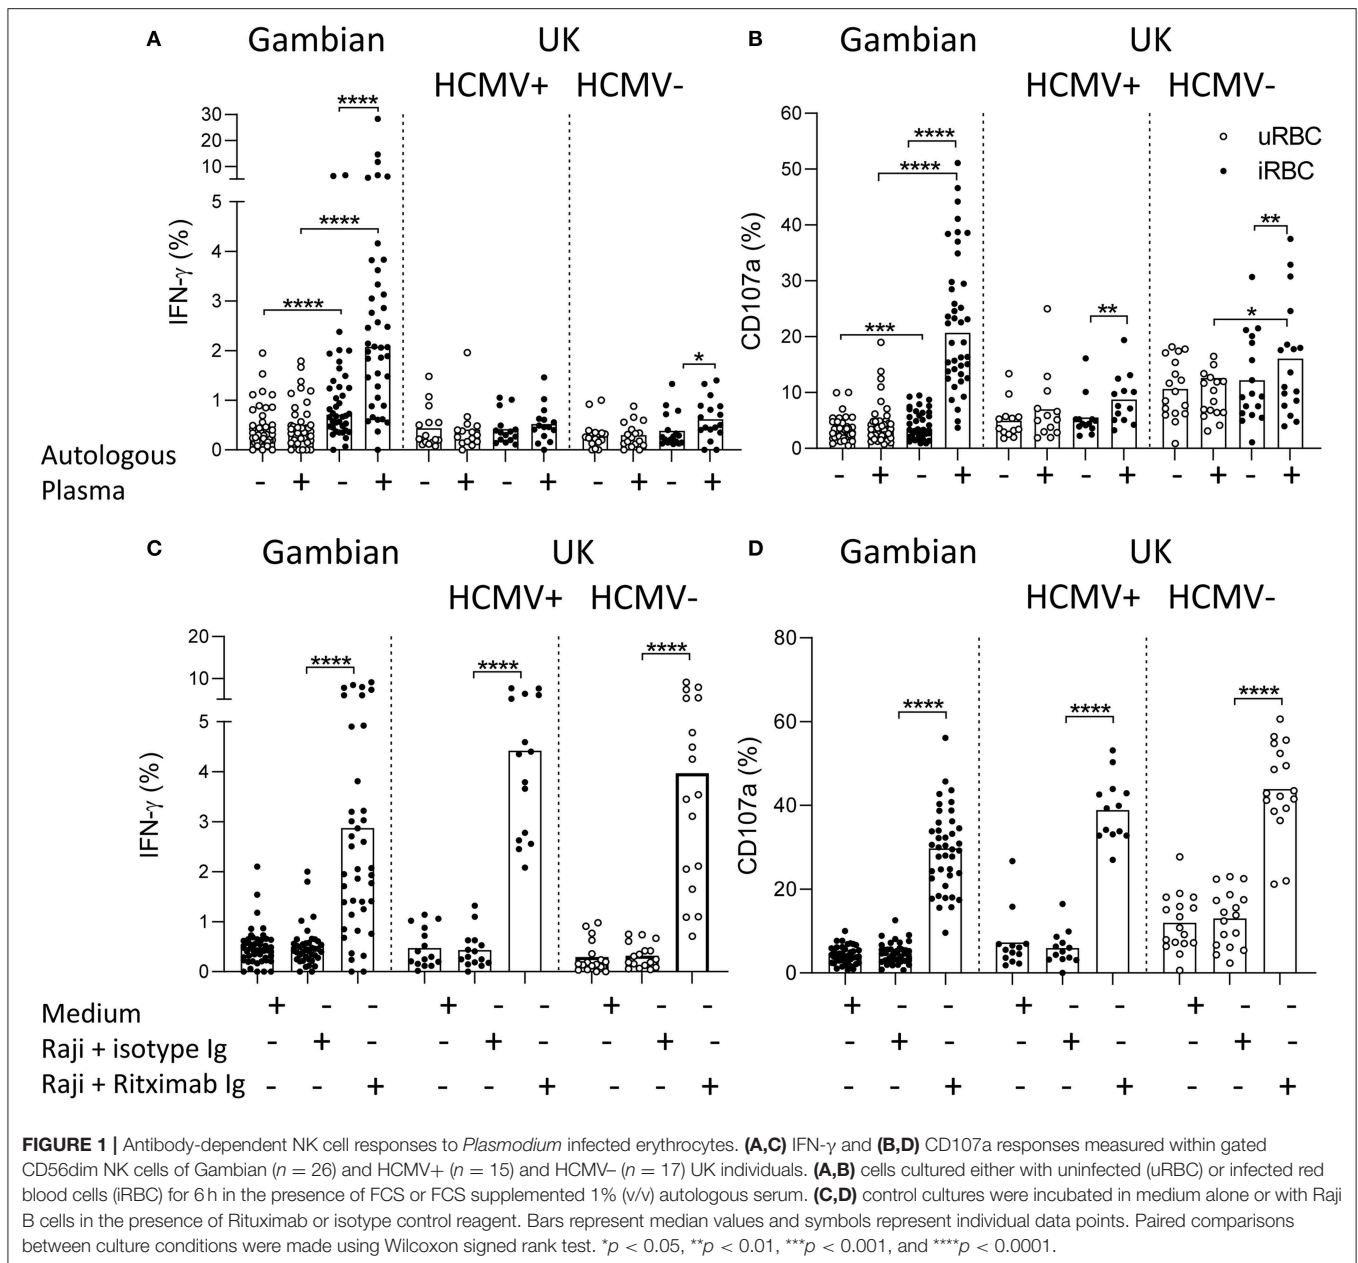 A
Gambian
UK
HCMV+ HCMV-
****
30
20
10
5
4
3
2
1
0
IFN-γ (%)
****
****
*
Autologous
Plasma
- + - + - + - + - + - +
B
Gambian
UK
HCMV+ HCMV-
60
50
40
30
20
10
0
CD107a (%)
uRBC
iRBC
****
****
***
**
**
*
- + - + - + - + - + - +
C
Gambian
UK
HCMV+ HCMV-
20
10
5
4
3
2
1
0
IFN-γ (%)
****
****
****
D
Gambian
UK
HCMV+ HCMV-
80
60
40
20
0
CD107a (%)
****
****
****
Medium + - - + - - + - - + - - + - - + - -
Raji + isotype Ig - + - - + - - + - - + - - + - - + -
Raji + Ritximab Ig - - + - - + - - + - - + - - + - - +
FIGURE 1 | Antibody-dependent NK cell responses to Plasmodium infected erythrocytes. (A,C) IFN-γ and (B,D) CD107a responses measured within gated
CD56dim NK cells of Gambian (n = 26) and HCMV+ (n = 15) and HCMV– (n = 17) UK individuals. (A,B) cells cultured either with uninfected (uRBC) or infected red
blood cells (iRBC) for 6 h in the presence of FCS or FCS supplemented 1% (v/v) autologous serum. (C,D) control cultures were incubated in medium alone or with Raji
B cells in the presence of Rituximab or isotype control reagent. Bars represent median values and symbols represent individual data points. Paired comparisons
between culture conditions were made using Wilcoxon signed rank test. *p < 0.05, **p < 0.01, ***p < 0.001, and ****p < 0.0001.